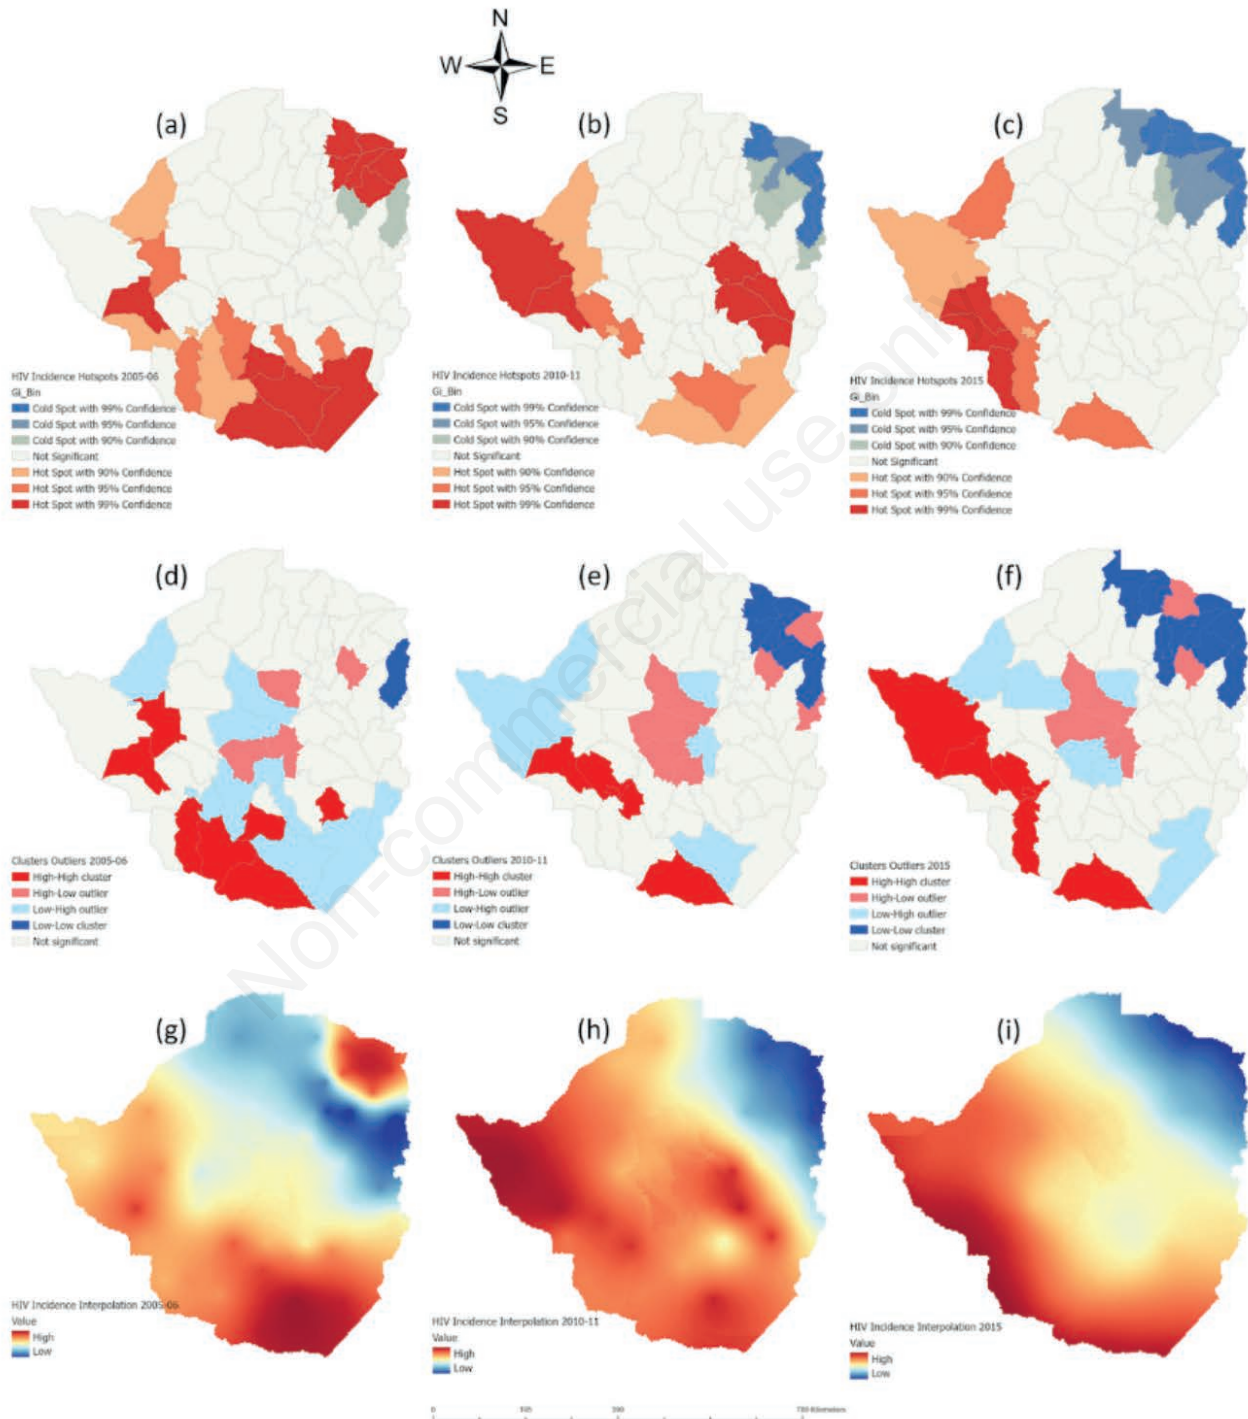 N
W E
S
(a)
(b)
(c)
HIV Incidence Hotspots 2005-06
Gi_Bin
Cold Spot with 99% Confidence
Cold Spot with 95% Confidence
Cold Spot with 90% Confidence
Not Significant
Hot Spot with 90% Confidence
Hot Spot with 95% Confidence
Hot Spot with 99% Confidence
HIV Incidence Hotspots 2010-11
Gi_Bin
Cold Spot with 99% Confidence
Cold Spot with 95% Confidence
Cold Spot with 90% Confidence
Not Significant
Hot Spot with 90% Confidence
Hot Spot with 95% Confidence
Hot Spot with 99% Confidence
HIV Incidence Hotspots 2015
Gi_Bin
Cold Spot with 99% Confidence
Cold Spot with 95% Confidence
Cold Spot with 90% Confidence
Not Significant
Hot Spot with 90% Confidence
Hot Spot with 95% Confidence
Hot Spot with 99% Confidence
(d)
(e)
(f)
Clusters Outliers 2005-06
High-High cluster
High-Low outlier
Low-High outlier
Low-Low cluster
Not significant
Clusters Outliers 2010-11
High-High cluster
High-Low outlier
Low-High outlier
Low-Low cluster
Not significant
Clusters Outliers 2015
High-High cluster
High-Low outlier
Low-High outlier
Low-Low cluster
Not significant
(g)
(h)
(i)
HIV Incidence Interpolation 2005-06
Value
High
Low
HIV Incidence Interpolation 2010-11
Value
High
Low
HIV Incidence Interpolation 2015
Value
High
Low
0 Kilometers
Non-commercial use only